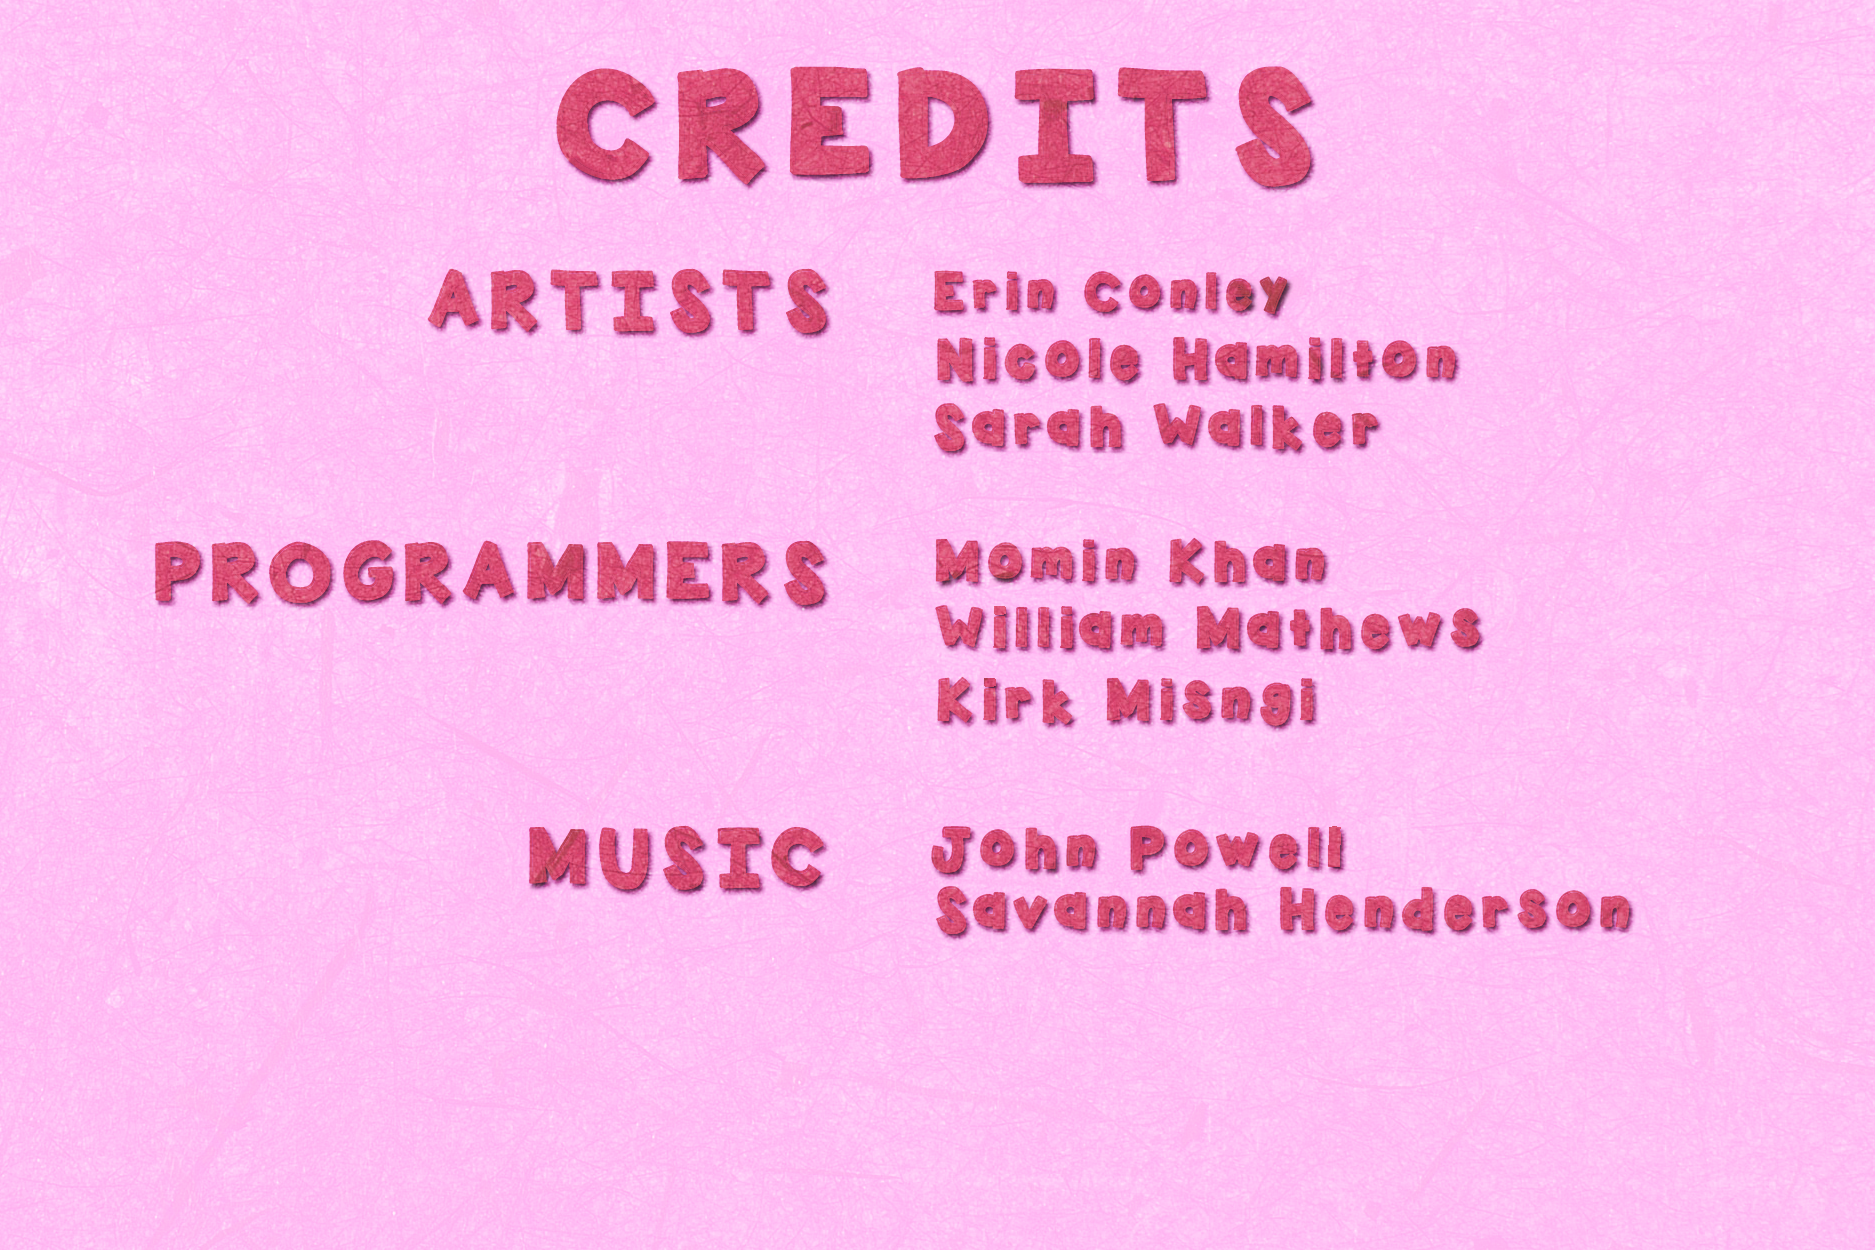 CREDITS
ARTISTS Erin Conley
Nicole Hamilton
Sarah Walker
PROGRAMMERS Momin Khan
William Mathews
Kirk Misngi
MUSIC John Powell
Savannah Henderson